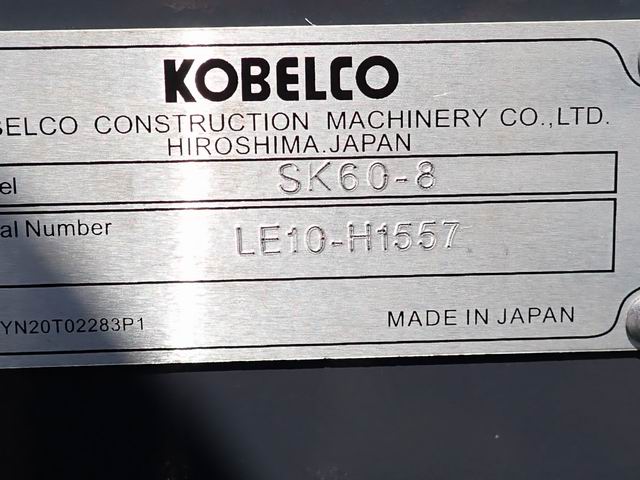 KOBELCO
BELCO CONSTRUCTION MACHINERY CO.,LTD.
HIROSHIMA.JAPAN
el SK60-8
al Number LE10-H1557
YN20T02283P1 MADE IN JAPAN